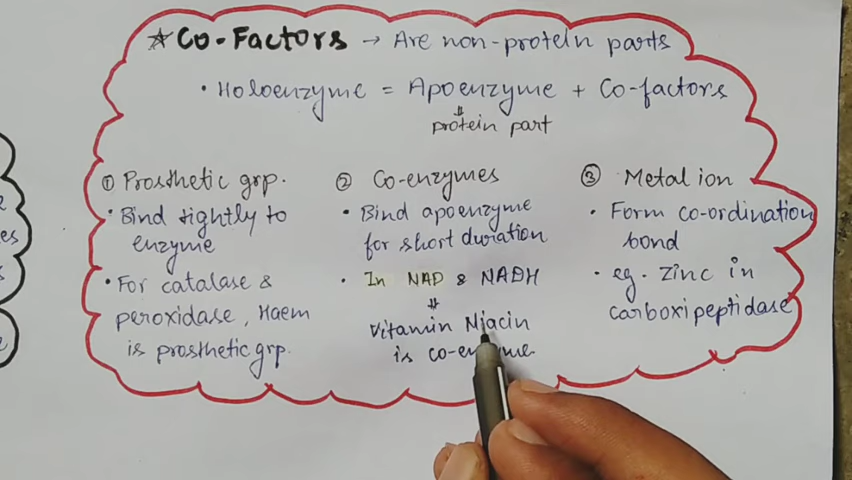 ☆ Co-Factors → Are non-protein parts
• Holoenzyme = Apoenzyme + Co-factors
protein part
① Prosthetic grp.
• Bind tightly to
enzyme
• For catalase &
peroxidase, Haem
is prosthetic grp.
② Co-enzymes
• Bind apoenzyme
for short duration
• In NAD & NADH
Vitamin Niacin
is co-enzyme
③ Metal ion
• Form co-ordination
bond
• eg. Zinc in
carboxipeptidase